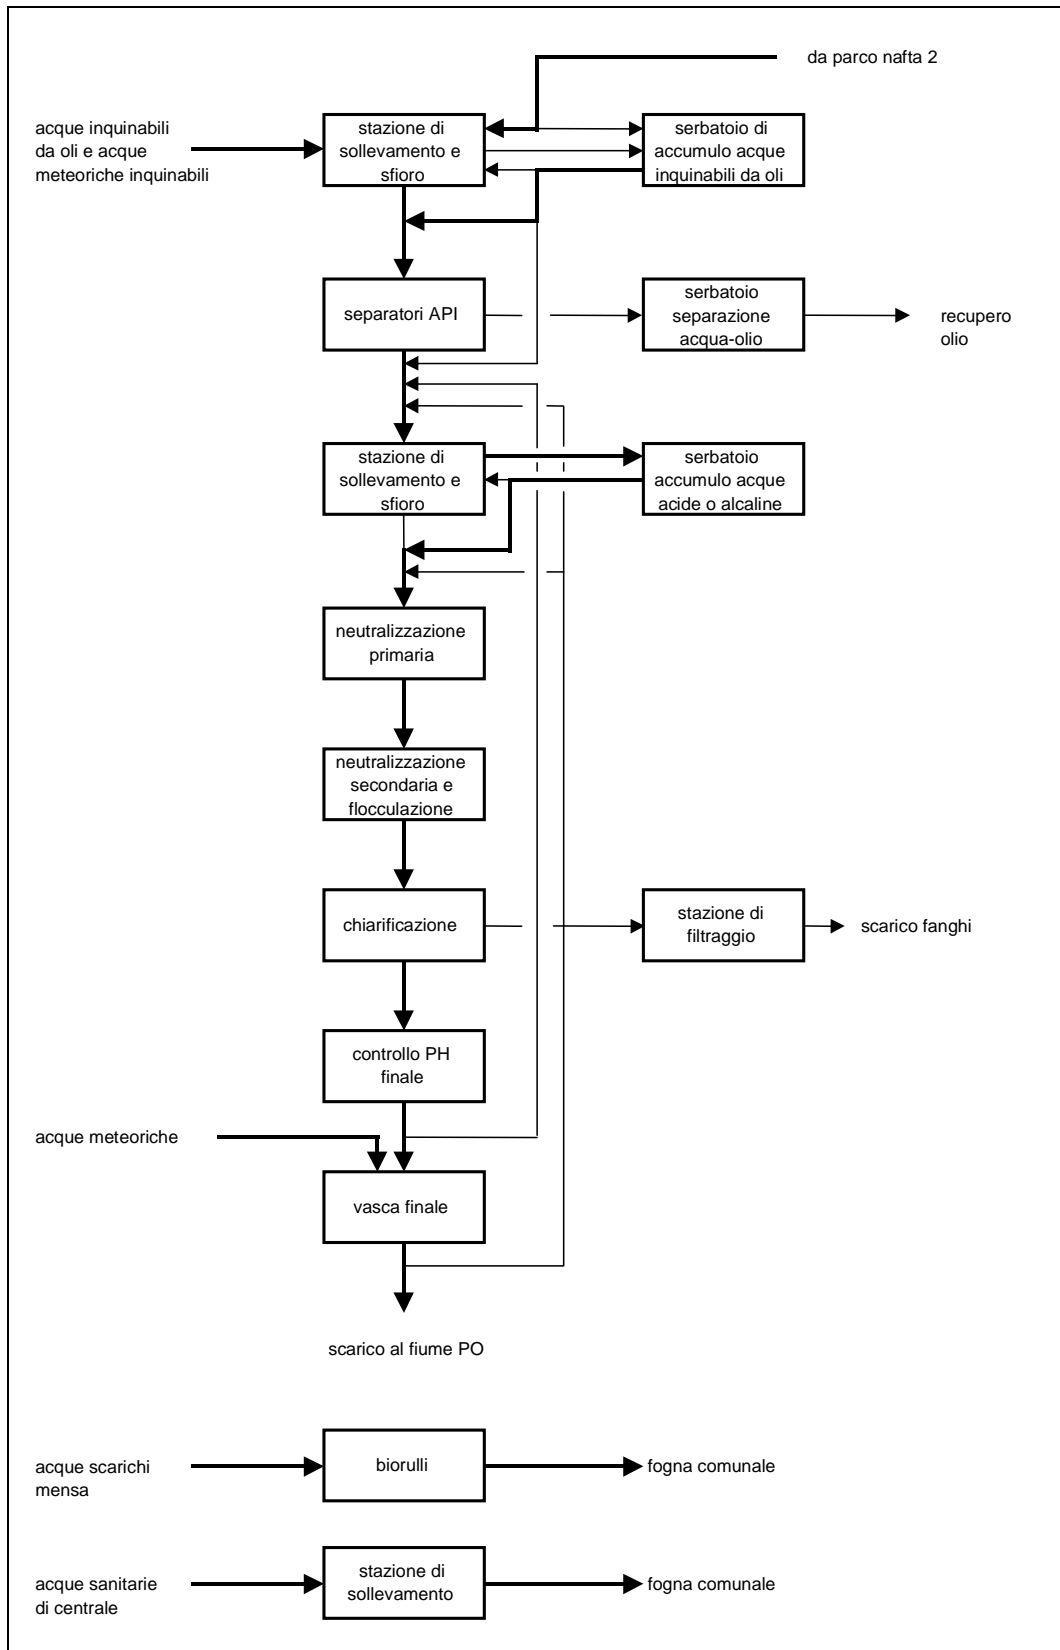 da parco nafta 2
acque inquinabili
da oli e acque
meteoriche inquinabili
stazione di
sollevamento e
sfioro
serbatoio di
accumulo acque
inquinabili da oli
separatori API
serbatoio
separazione
acqua-olio
recupero
olio
stazione di
sollevamento e
sfioro
serbatoio
accumulo acque
acide o alcaline
neutralizzazione
primaria
neutralizzazione
secondaria e
flocculazione
chiarificazione
stazione di
filtraggio
scarico fanghi
controllo PH
finale
acque meteoriche
vasca finale
scarico al fiume PO
acque scarichi
mensa
biorulli
fogna comunale
acque sanitarie
di centrale
stazione di
sollevamento
fogna comunale